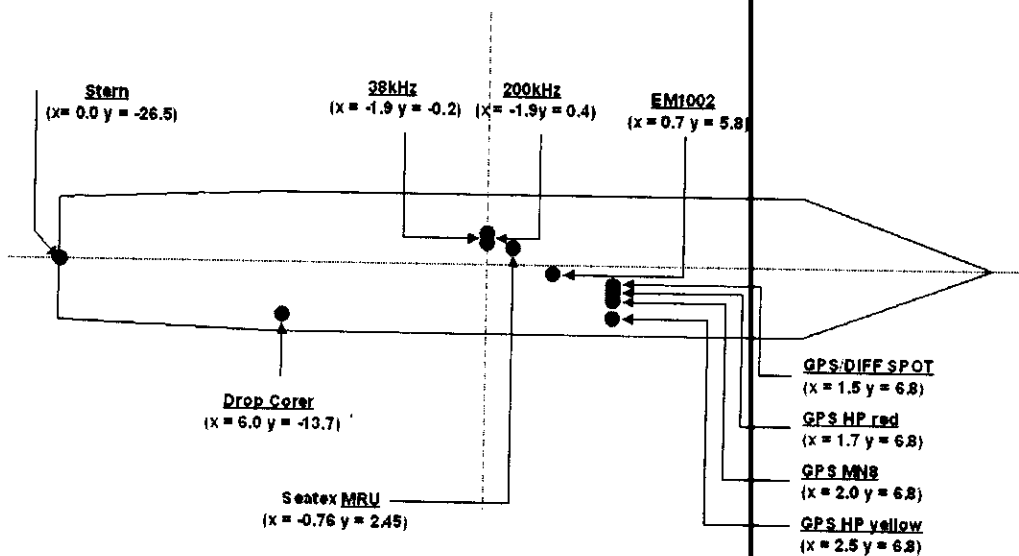 Stern
(x= 0.0 y = -26.5)
38kHz
(x = -1.9 y = -0.2)
200kHz
(x = -1.9y = 0.4)
EM1002
(x = 0.7 y = 5.8)
Drop Corer
(x = 6.0 y = -13.7)
Seatex MRU
(x = -0.76 y = 2.45)
GPS/DIFF SPOT
(x = 1.5 y = 6.8)
GPS HP red
(x = 1.7 y = 6.8)
GPS MN8
(x = 2.0 y = 6.8)
GPS HP yellow
(x = 2.5 y = 6.8)